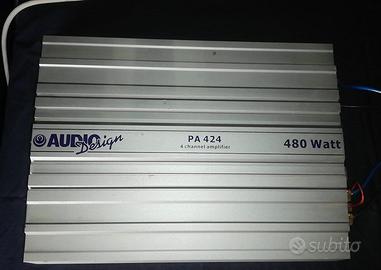 AUDIO Design
PA 424
4 channel amplifier
480 Watt
subito